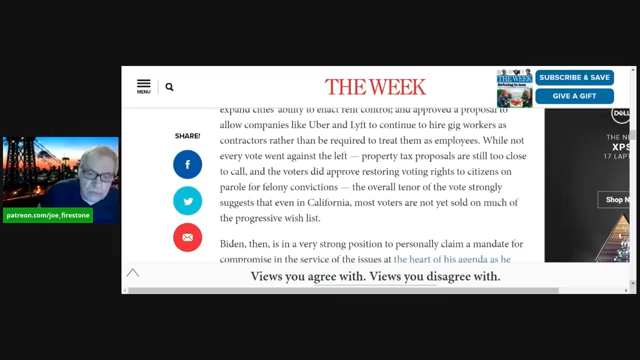 MENU
THE WEEK
SUBSCRIBE & SAVE
GIVE A GIFT
SHARE!
expand cities' ability to enact rent control; and approved a proposal to
allow companies like Uber and Lyft to continue to hire gig workers as
contractors rather than be required to treat them as employees. While not
every vote went against the left — property tax proposals are still too close
to call, and the voters did approve restoring voting rights to citizens on
parole for felony convictions — the overall tenor of the vote strongly
suggests that even in California, most voters are not yet sold on much of
the progressive wish list.
Biden, then, is in a very strong position to personally claim a mandate for
compromise in the service of the issues at the heart of his agenda as he
Views you agree with. Views you disagree with.
patreon.com/joe_firestone
DELL
THE NE
XPS
17 LAPT
Shop N